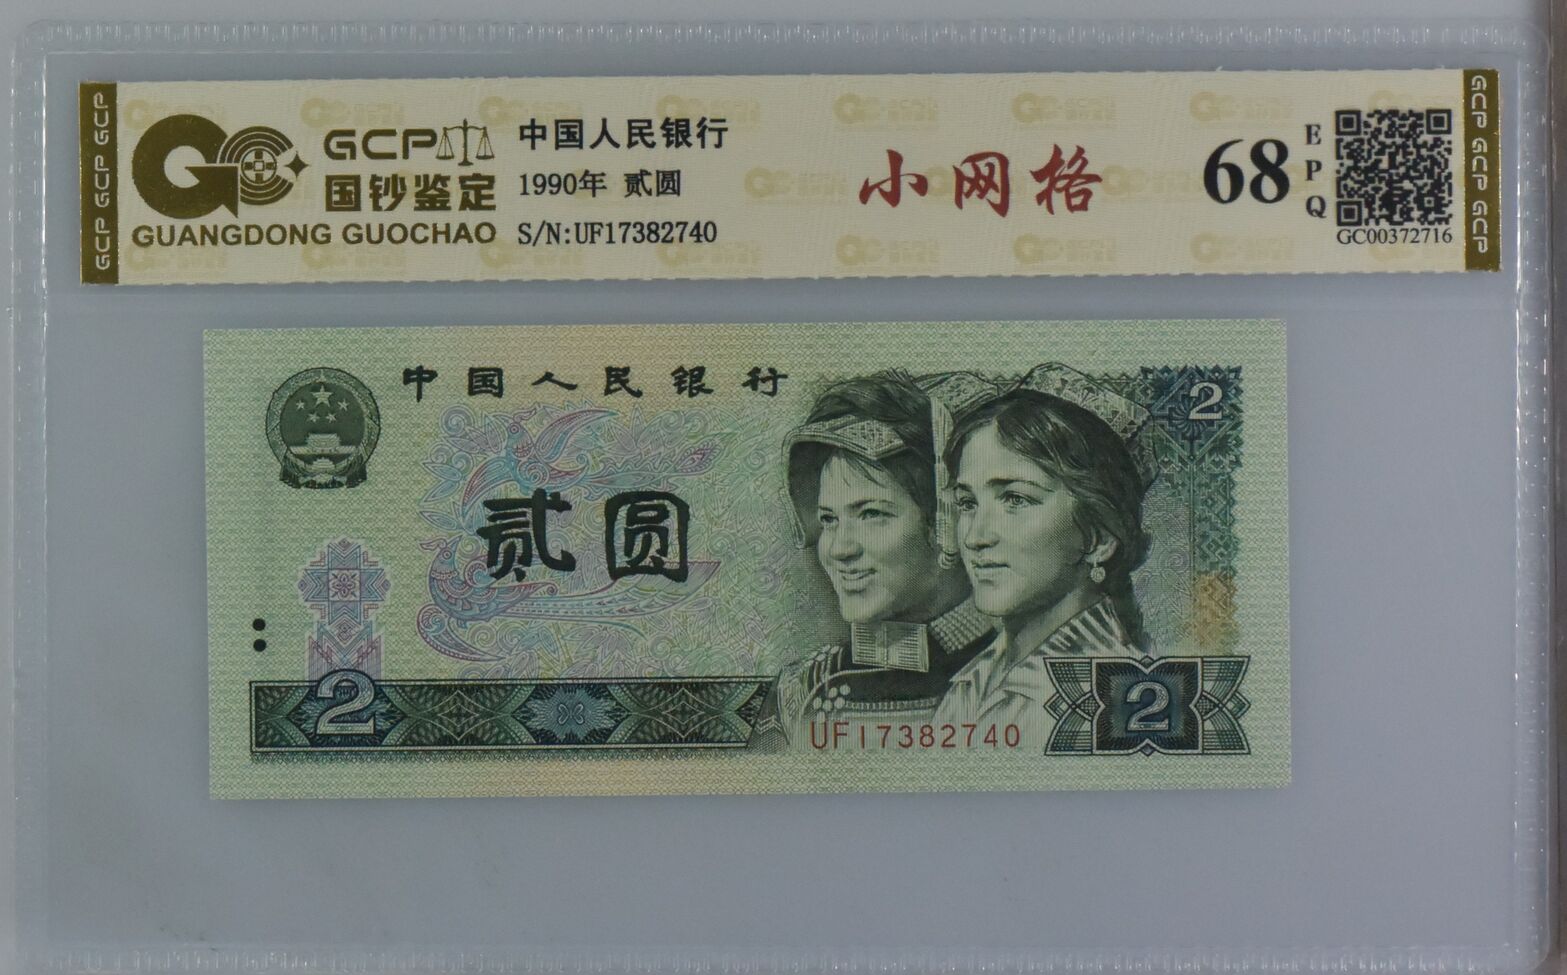 GCP GCP GCP
GCP
国钞鉴定
GUANGDONG GUOCHAO
中国人民银行
1990年 贰圆
S/N:UF17382740
小网格
68
EPQ
GC00372716
GCP GCP GCP
中国人民银行
2
贰圆
2
UF17382740
2